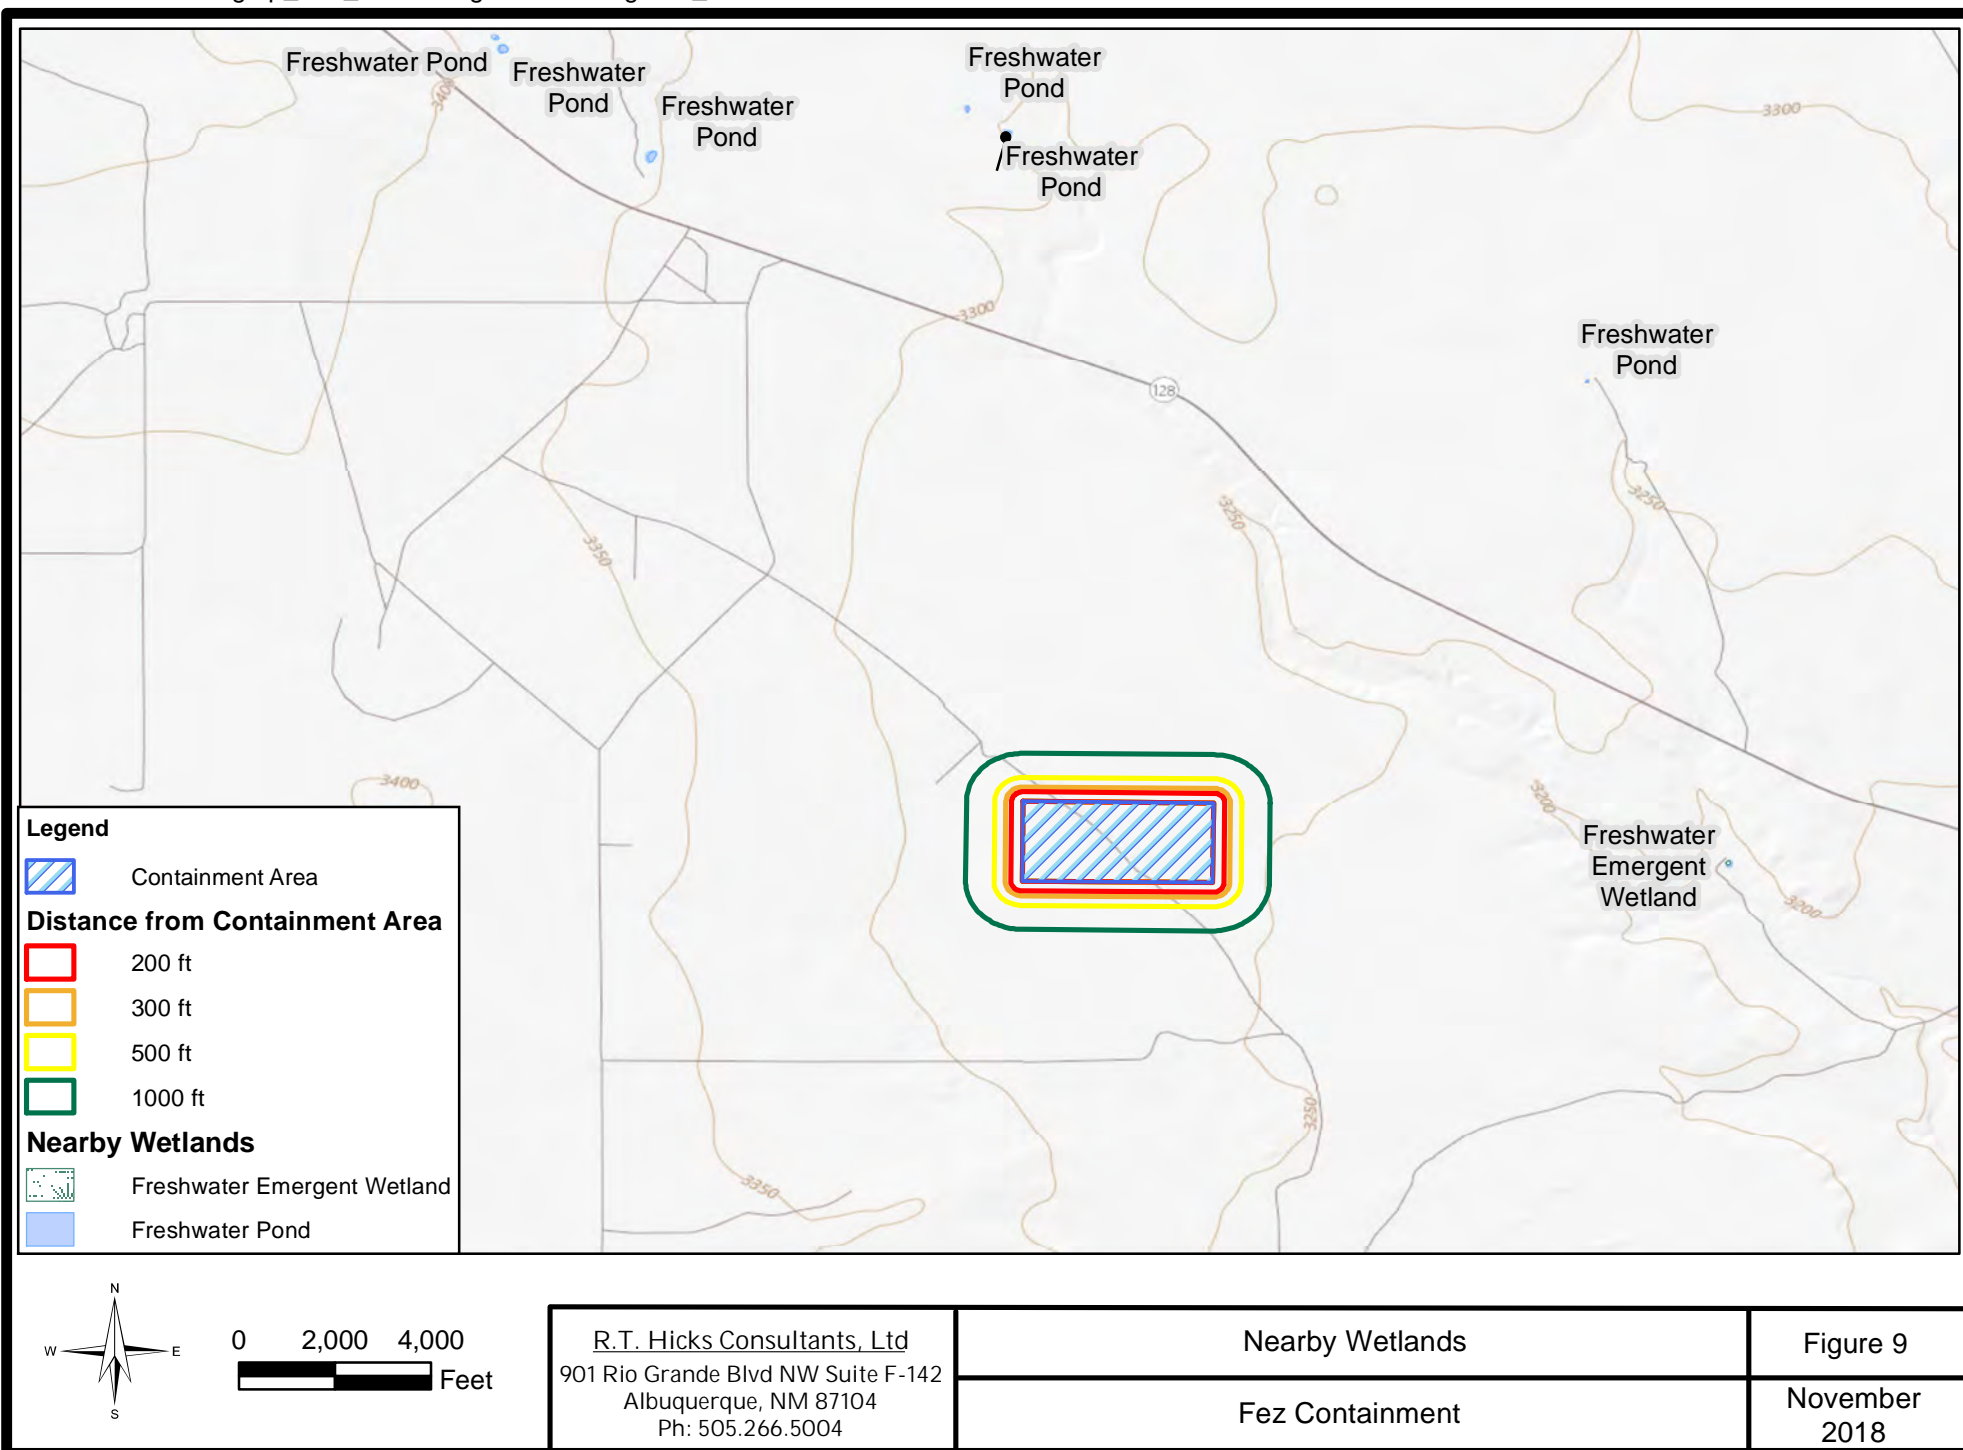 Freshwater Pond
Freshwater
Pond
Freshwater
Pond
Freshwater
Pond
Freshwater
Pond
3400
3300
3300
128
Freshwater
Pond
3250
3250
3350
3400
3200
Freshwater
Emergent
Wetland
3200
3250
3350
Legend
Containment Area
Distance from Containment Area
200 ft
300 ft
500 ft
1000 ft
Nearby Wetlands
Freshwater Emergent Wetland
Freshwater Pond
N
W E
S
0 2,000 4,000
Feet
R.T. Hicks Consultants, Ltd
901 Rio Grande Blvd NW Suite F-142
Albuquerque, NM 87104
Ph: 505.266.5004
Nearby Wetlands
Fez Containment
Figure 9
November
2018